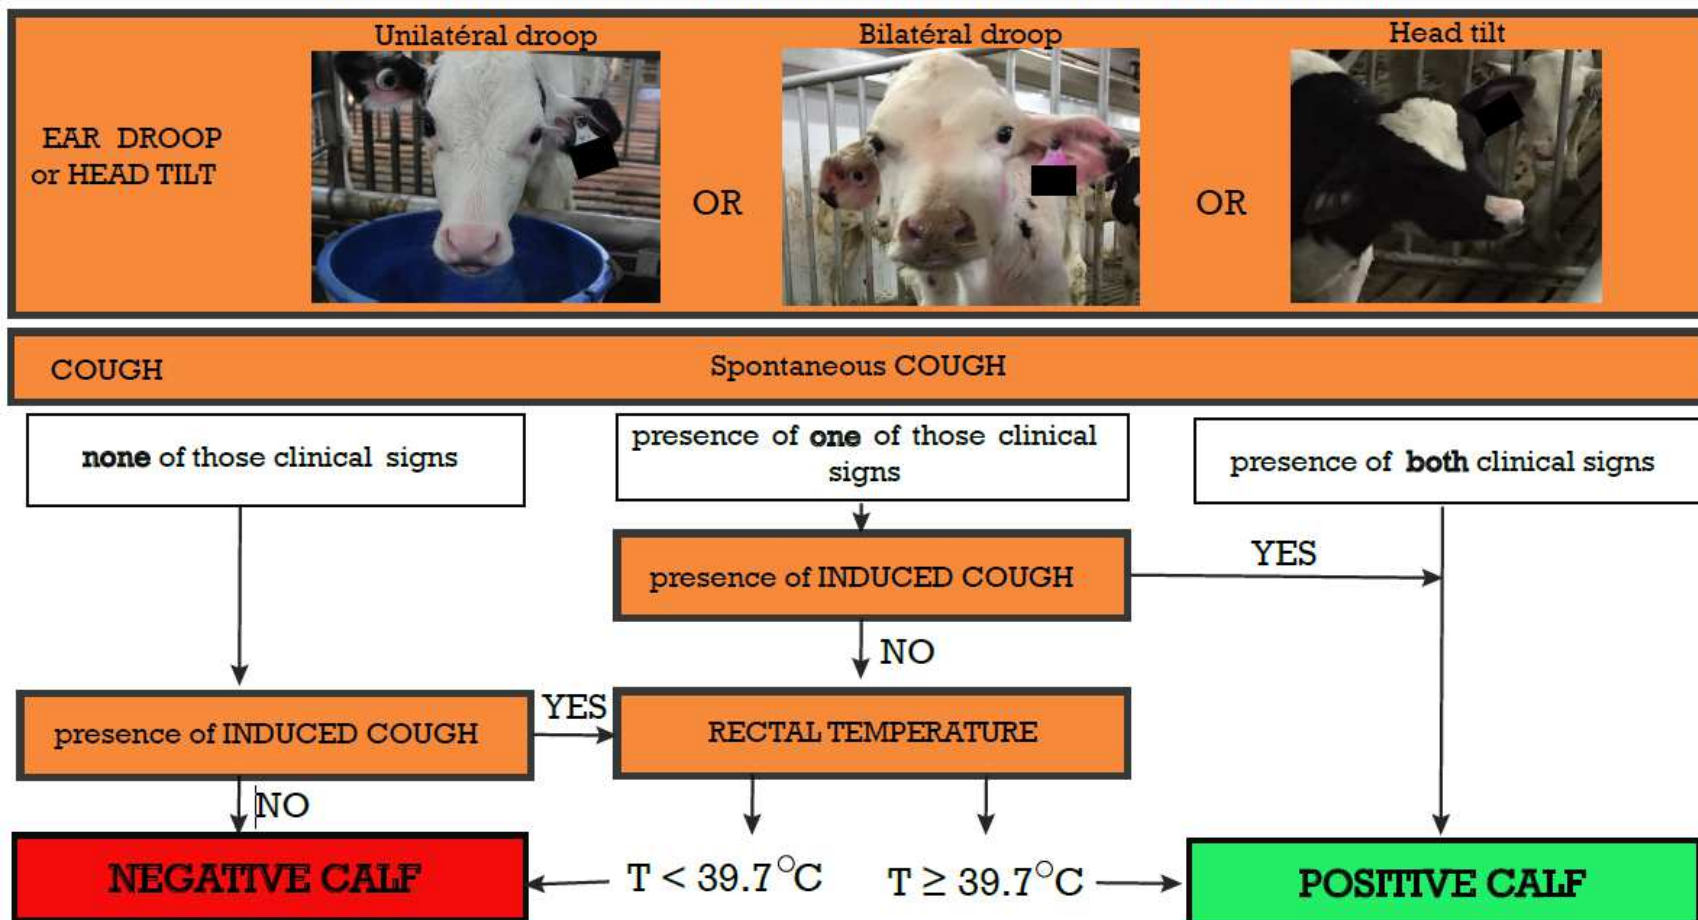 Unilatéral droop
Bilatéral droop
Head tilt
EAR DROOP
or HEAD TILT
OR
OR
COUGH
Spontaneous COUGH
none of those clinical signs
presence of one of those clinical
signs
presence of both clinical signs
presence of INDUCED COUGH
YES
NO
presence of INDUCED COUGH
YES
RECTAL TEMPERATURE
NO
NEGATIVE CALF
T < 39.7°C
T ≥ 39.7°C
POSITIVE CALF